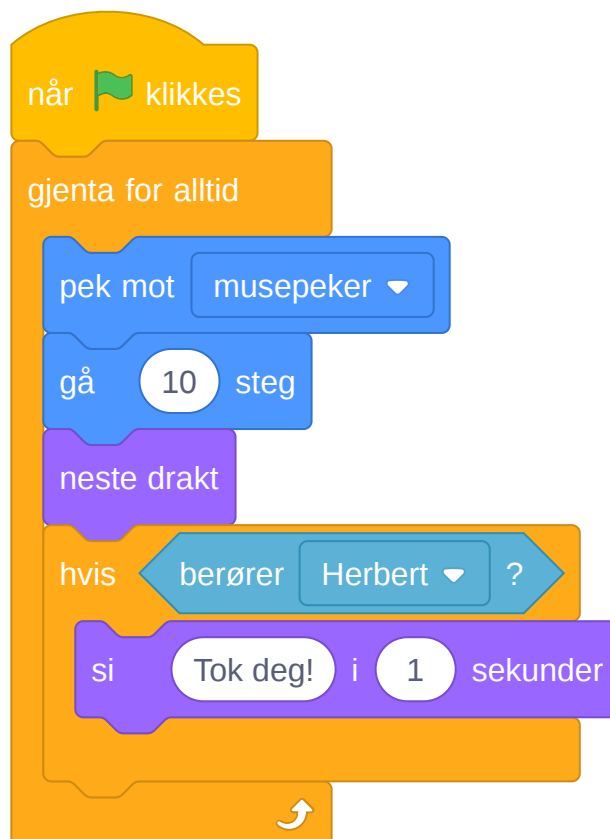 når klikkes
gjenta for alltid
pek mot musepeker
gå 10 steg
neste drakt
hvis berører Herbert ?
si Tok deg! i 1 sekunder